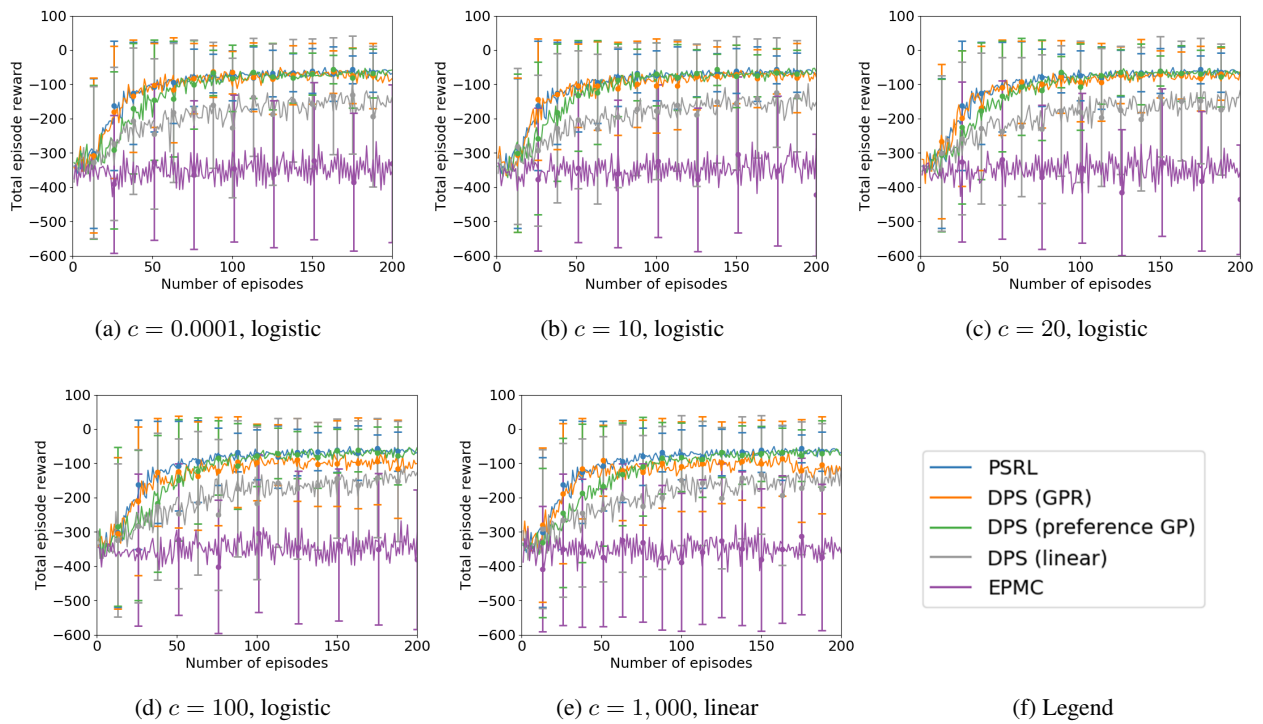 100
0
−100
−200
−300
−400
−500
−600
0 50 100 150 200
Total episode reward
Number of episodes
(a) c = 0.0001, logistic
100
0
−100
−200
−300
−400
−500
−600
0 50 100 150 200
Total episode reward
Number of episodes
(b) c = 10, logistic
100
0
−100
−200
−300
−400
−500
−600
0 50 100 150 200
Total episode reward
Number of episodes
(c) c = 20, logistic
100
0
−100
−200
−300
−400
−500
−600
0 50 100 150 200
Total episode reward
Number of episodes
(d) c = 100, logistic
100
0
−100
−200
−300
−400
−500
−600
0 50 100 150 200
Total episode reward
Number of episodes
(e) c = 1, 000, linear
PSRL
DPS (GPR)
DPS (preference GP)
DPS (linear)
EPMC
(f) Legend